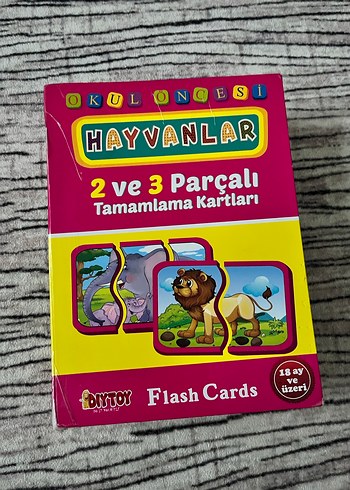 OKUL ÖNCESİ
HAYVANLAR
2 ve 3 Parçalı
Tamamlama Kartları
DIYTOY
Flash Cards
18 ay
ve
üzeri